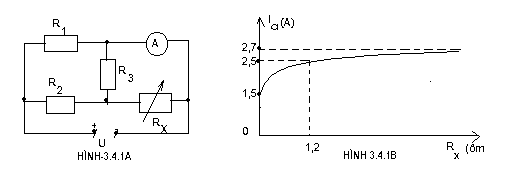 R1
A
R3
R2
RX
+ -
U
HÌNH-3.4.1A
ICI (A)
2,7
2,5
1,5
0
1,2
RX (ôm
HÌNH 3.4.1B